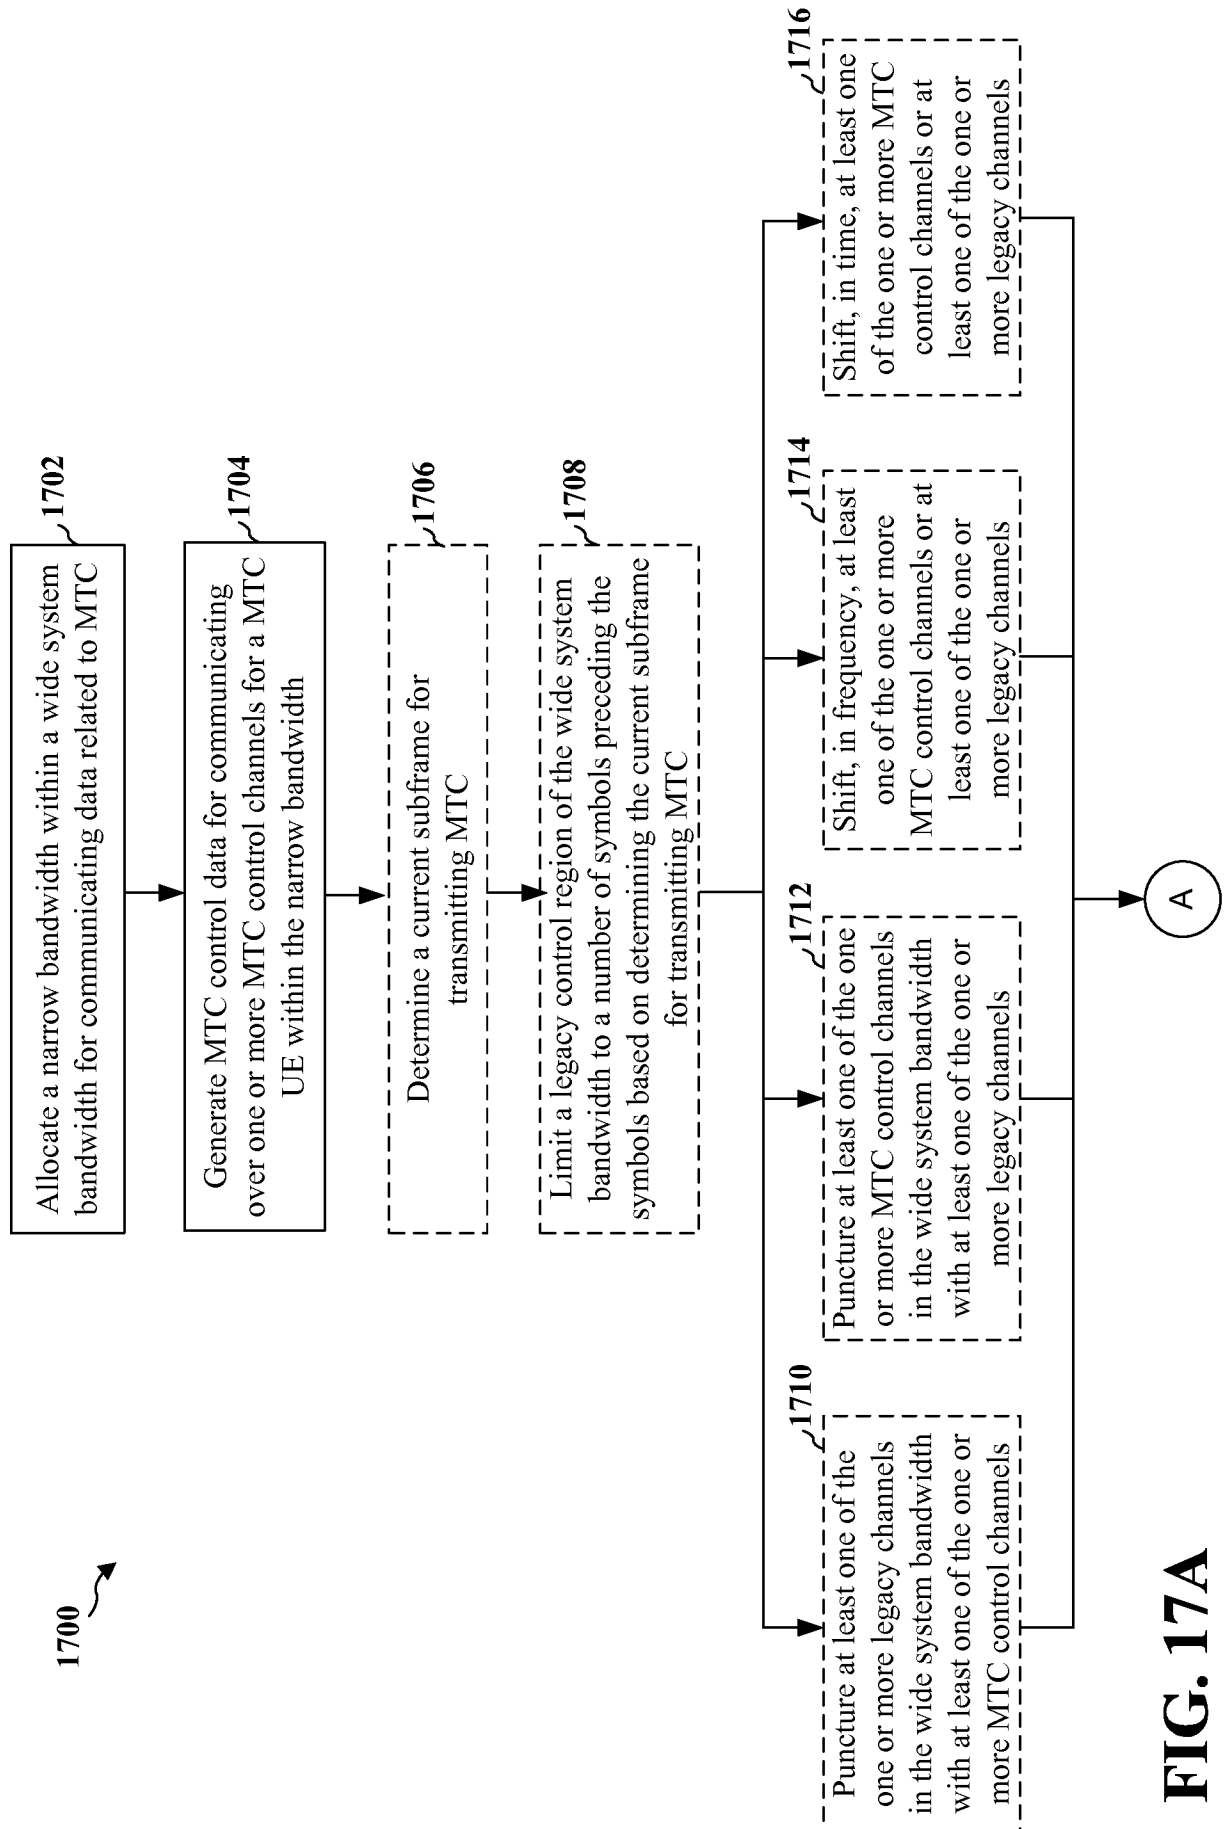 1700
1702
Allocate a narrow bandwidth within a wide system
bandwidth for communicating data related to MTC
1704
Generate MTC control data for communicating
over one or more MTC control channels for a MTC
UE within the narrow bandwidth
1706
Determine a current subframe for
transmitting MTC
1708
Limit a legacy control region of the wide system
bandwidth to a number of symbols preceding the
symbols based on determining the current subframe
for transmitting MTC
1710
Puncture at least one of the
one or more legacy channels
in the wide system bandwidth
with at least one of the one or
more MTC control channels
1712
Puncture at least one of the one
or more MTC control channels
in the wide system bandwidth
with at least one of the one or
more legacy channels
1714
Shift, in frequency, at least
one of the one or more
MTC control channels or at
least one of the one or
more legacy channels
1716
Shift, in time, at least one
of the one or more MTC
control channels or at
least one of the one or
more legacy channels
A
FIG. 17A